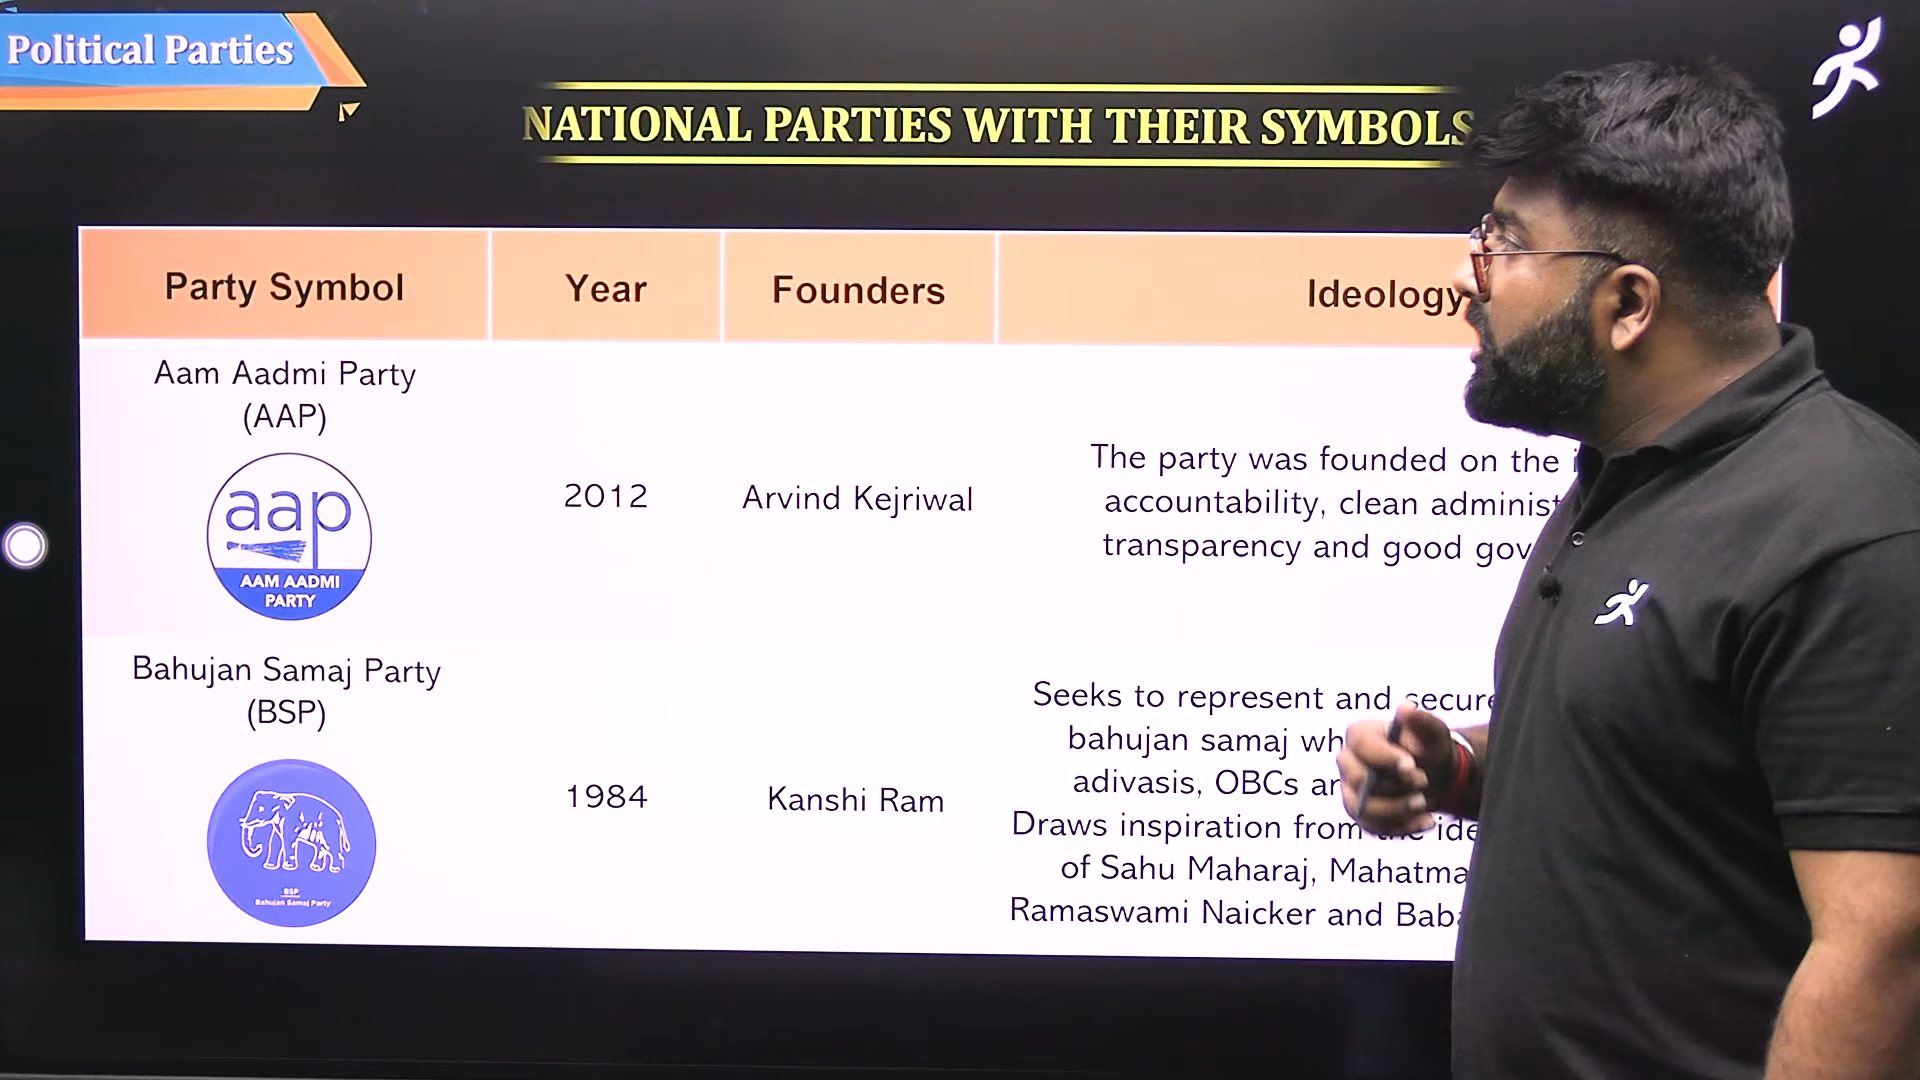 Political Parties
NATIONAL PARTIES WITH THEIR SYMBOLS
Party Symbol
Year
Founders
Ideology
Aam Aadmi Party
(AAP)
aap
AAM AADMI
PARTY
2012
Arvind Kejriwal
The party was founded on the
accountability, clean administ
transparency and good gov
Bahujan Samaj Party
(BSP)
BSP
Bahujan Samaj Party
1984
Kanshi Ram
Seeks to represent and secure
bahujan samaj wh
adivasis, OBCs ar
Draws inspiration from the ide
of Sahu Maharaj, Mahatma
Ramaswami Naicker and Baba